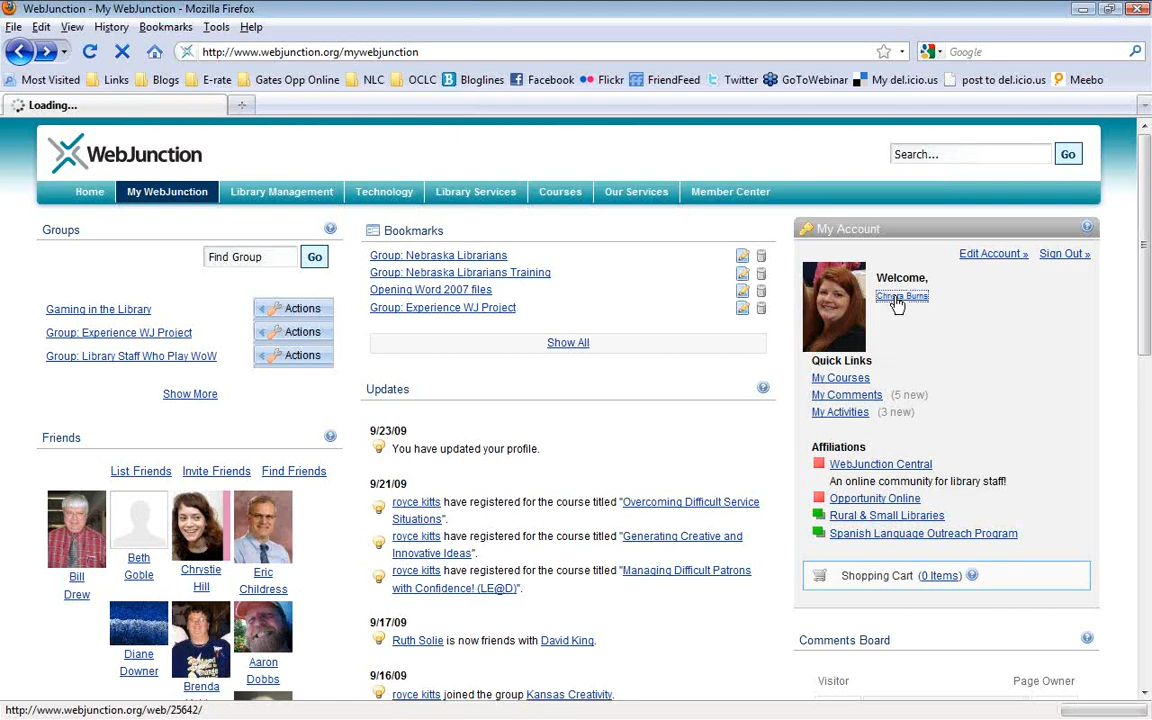 WebJunction - My WebJunction - Mozilla Firefox
File Edit View History Bookmarks Tools Help
http://www.webjunction.org/mywebjunction
Google
Most Visited Links Blogs E-rate Gates Opp Online NLC OCLC Bloglines Facebook Flickr FriendFeed Twitter GoToWebinar My del.icio.us post to del.icio.us Meebo
Loading...
WebJunction
Search... Go
Home My WebJunction Library Management Technology Library Services Courses Our Services Member Center
Groups
Find Group Go
Gaming in the Library Actions
Group: Experience WJ Project Actions
Group: Library Staff Who Play WoW Actions
Show More
Friends
List Friends Invite Friends Find Friends
Bill Drew
Beth Goble
Chrystie Hill
Eric Childress
Diane Downer
Brenda
Aaron Dobbs
Bookmarks
Group: Nebraska Librarians
Group: Nebraska Librarians Training
Opening Word 2007 files
Group: Experience WJ Project
Show All
Updates
9/23/09
You have updated your profile.
9/21/09
royce kitts have registered for the course titled "Overcoming Difficult Service
Situations".
royce kitts have registered for the course titled "Generating Creative and
Innovative Ideas".
royce kitts have registered for the course titled "Managing Difficult Patrons
with Confidence! (LE@D)".
9/17/09
Ruth Solie is now friends with David King.
9/16/09
royce kitts joined the group Kansas Creativity.
My Account
Edit Account » Sign Out »
Welcome,
Burns
Quick Links
My Courses
My Comments (5 new)
My Activities (3 new)
Affiliations
WebJunction Central
An online community for library staff!
Opportunity Online
Rural & Small Libraries
Spanish Language Outreach Program
Shopping Cart (0 Items)
Comments Board
Visitor Page Owner
http://www.webjunction.org/web/25642/